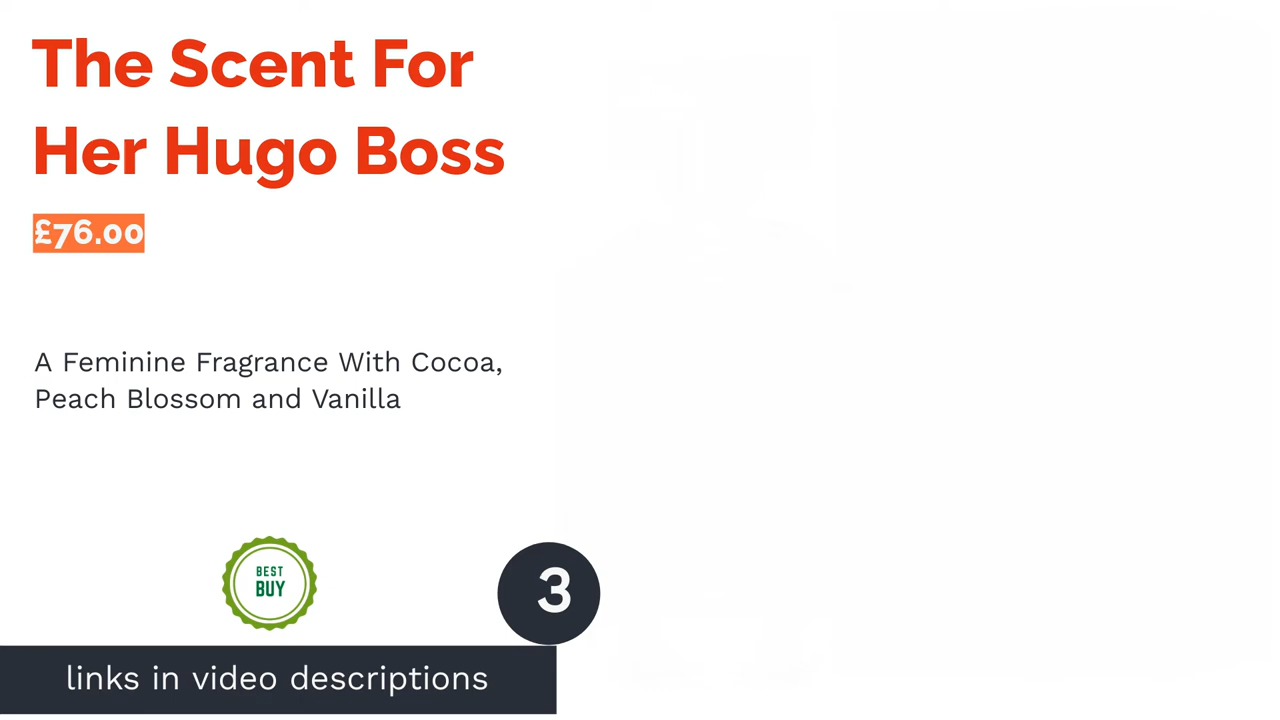 The Scent For
Her Hugo Boss
£76.00
A Feminine Fragrance With Cocoa,
Peach Blossom and Vanilla
BEST
BUY
3
links in video descriptions